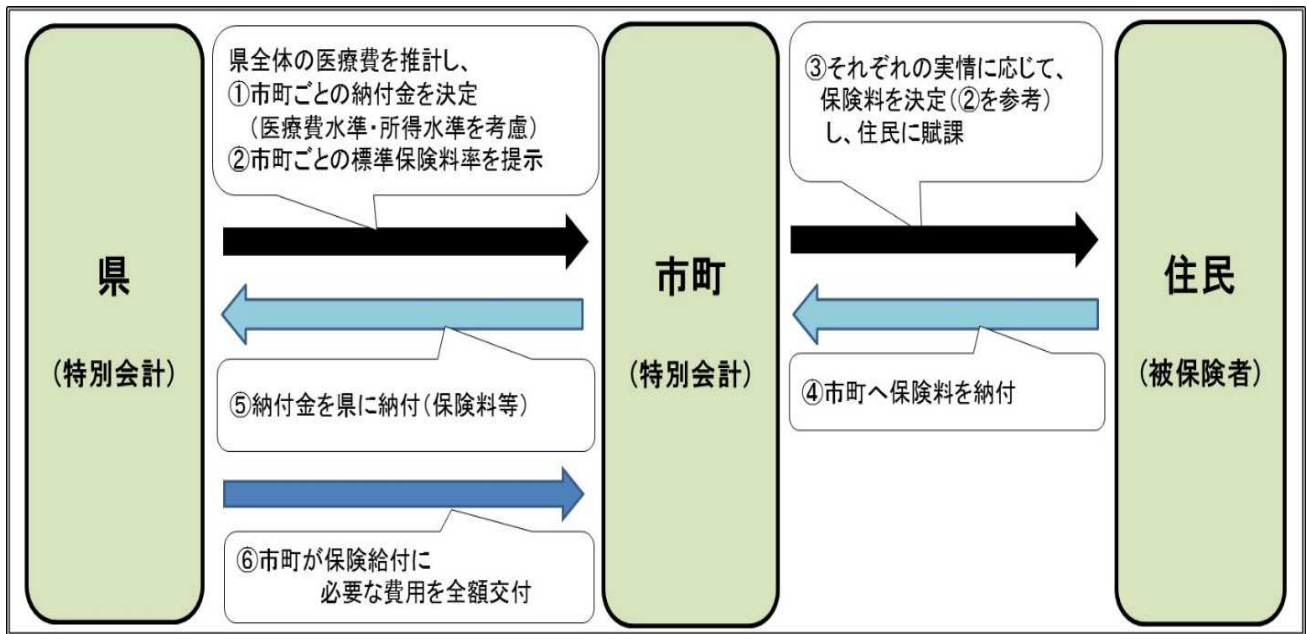 県
(特別会計)
県全体の医療費を推計し、
①市町ごとの納付金を決定
(医療費水準・所得水準を考慮)
②市町ごとの標準保険料率を提示
⑤納付金を県に納付(保険料等)
⑥市町が保険給付に
必要な費用を全額交付
市町
(特別会計)
③それぞれの実情に応じて、
保険料を決定(②を参考)
し、住民に賦課
④市町へ保険料を納付
住民
(被保険者)